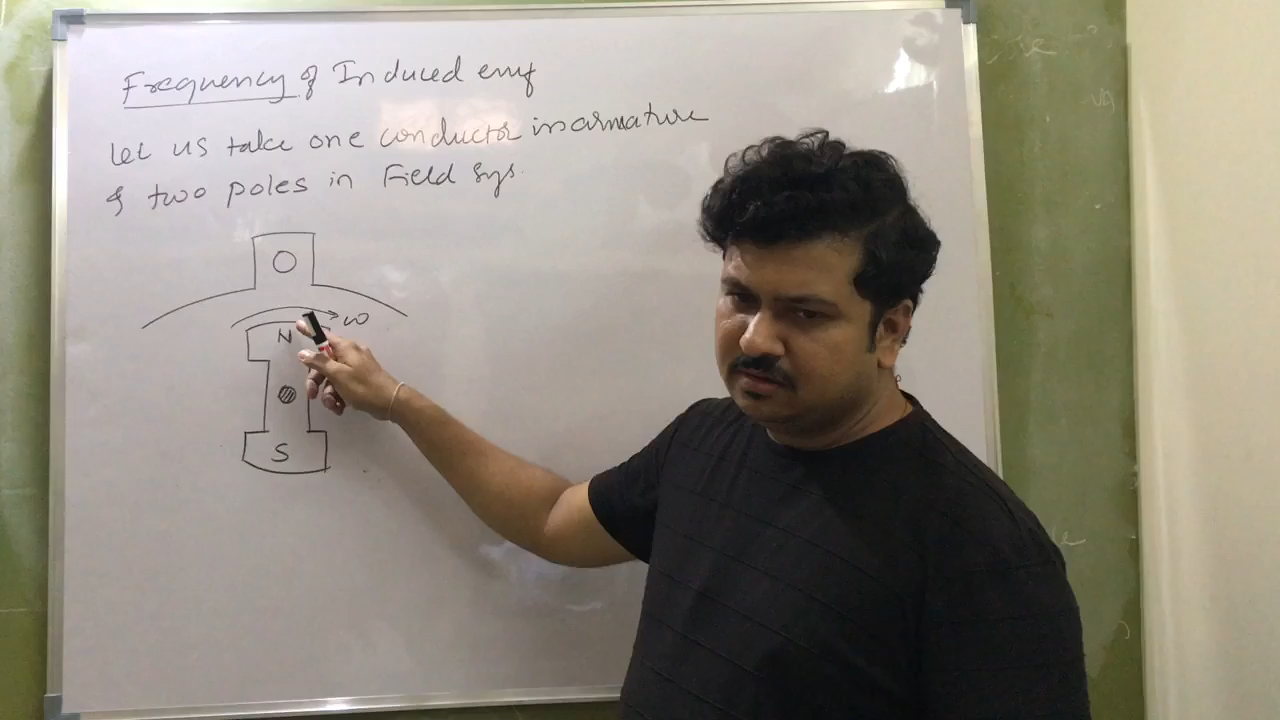 Frequency of Induced emf
Let us take one conductor in armature
& two poles in Field sys.
ω
N
S